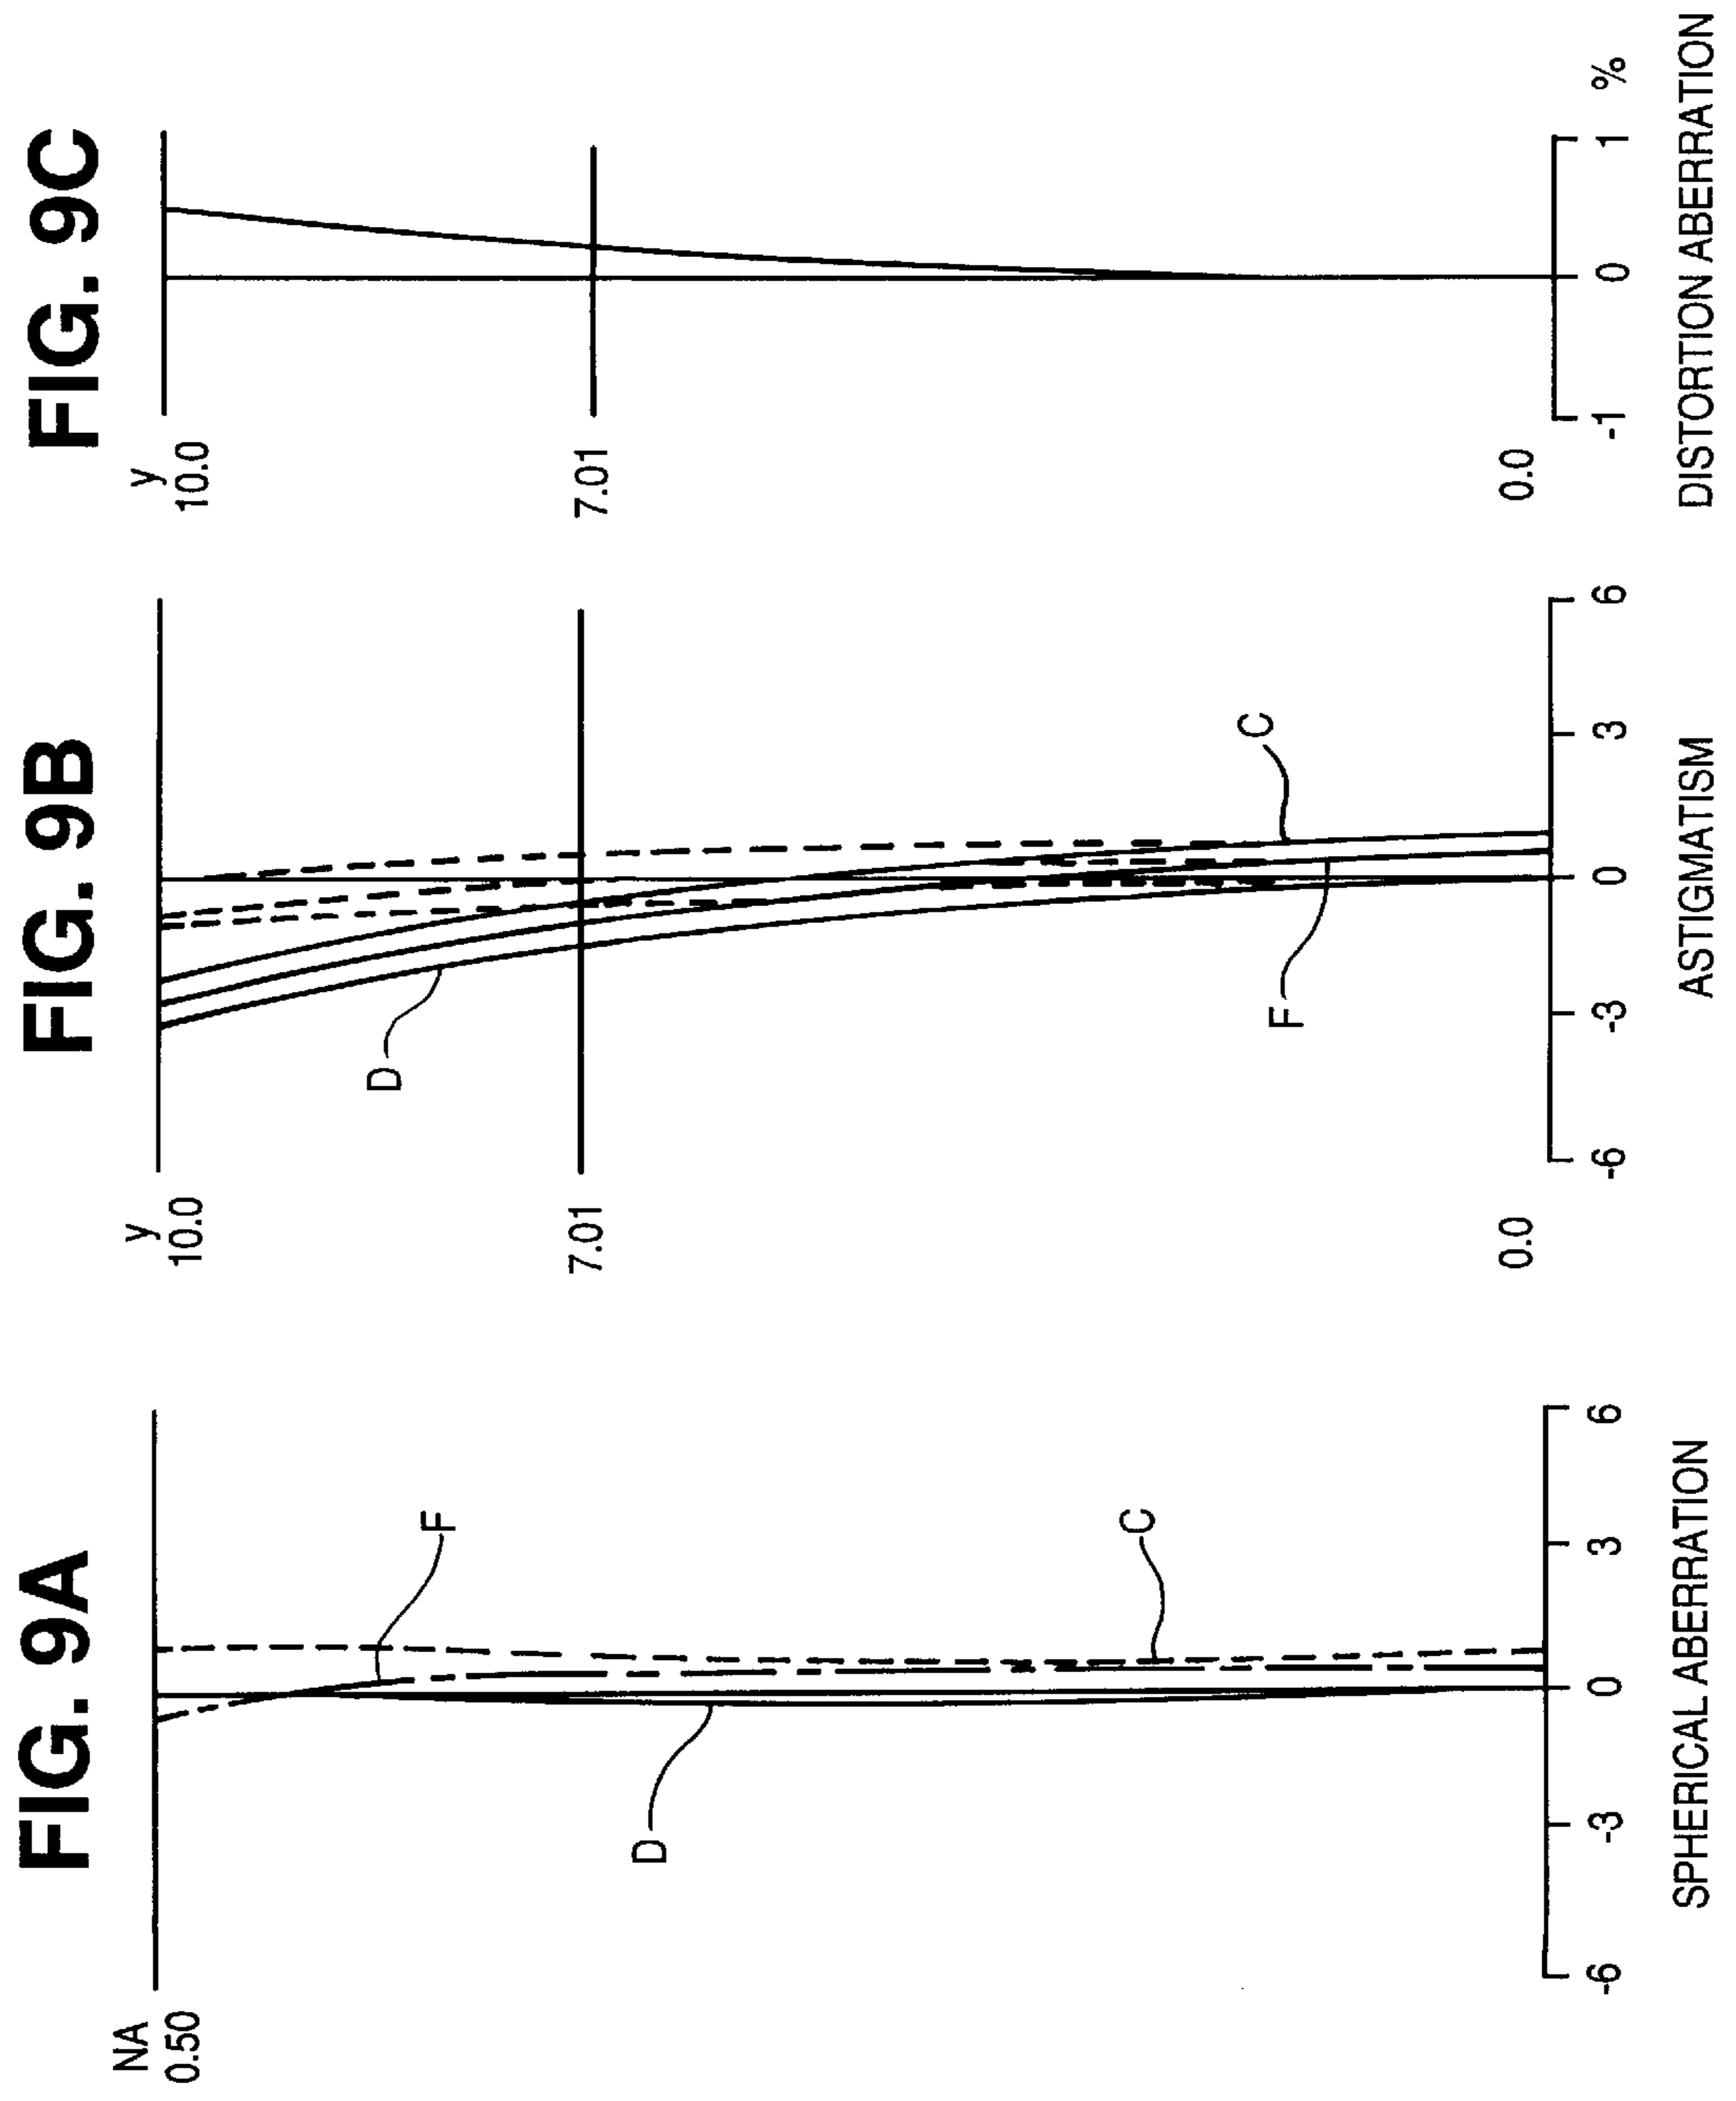 FIG. 9A
NA
0.50
F
C
D
-6
-3
0
3
6
SPHERICAL ABERRATION
FIG. 9B
y
10.0
7.01
0.0
D
C
F
-6
-3
0
3
6
ASTIGMATISM
FIG. 9C
y
10.0
7.01
0.0
-1
0
1
%
DISTORTION ABERRATION